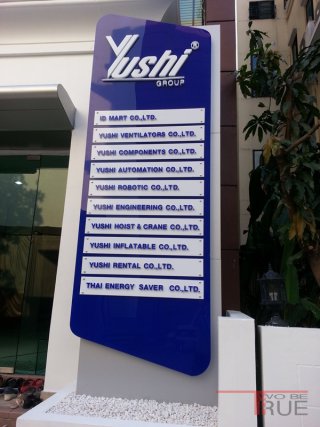 Yushi®
GROUP
ID MART CO.,LTD.
YUSHI VENTILATORS CO.,LTD.
YUSHI COMPONENTS CO.,LTD.
YUSHI AUTOMATION CO.,LTD.
YUSHI ROBOTIC CO.,LTD.
YUSHI ENGINEERING CO.,LTD.
YUSHI HOIST & CRANE CO.,LTD.
YUSHI INFLATABLE CO.,LTD.
YUSHI RENTAL CO.,LTD.
THAI ENERGY SAVER CO.,LTD.
TWO BE
TRUE